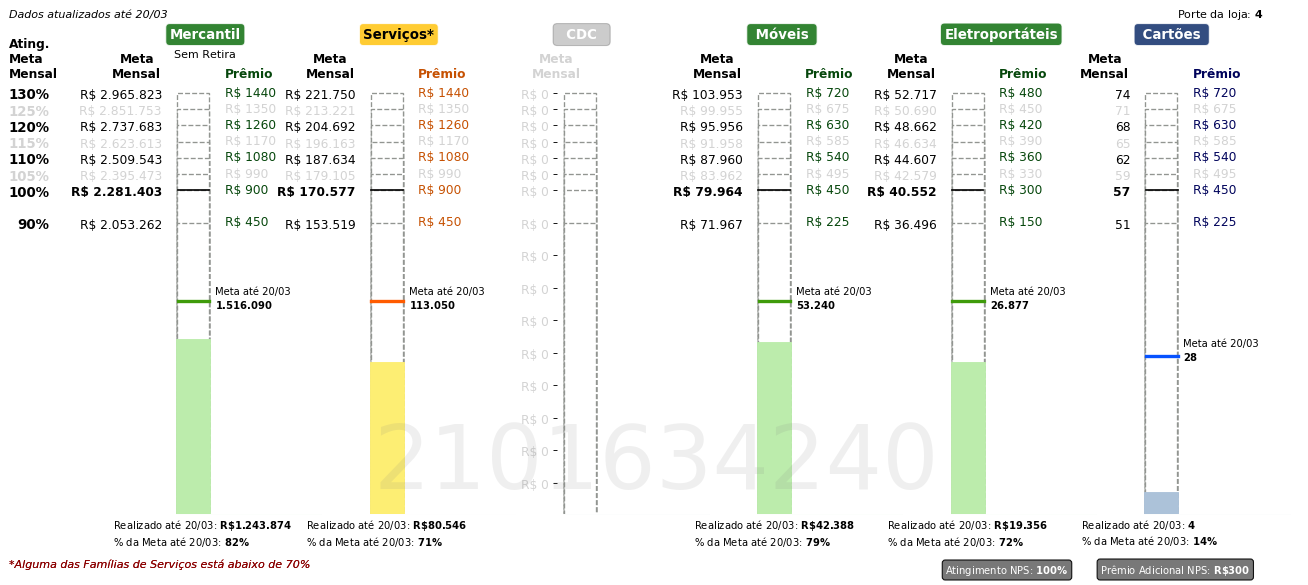 Dados atualizados até 20/03
Porte da loja: 4
Mercantil Serviços* CDC Móveis Eletroportáteis Cartões
Sem Retira
Ating. Meta Mensal
Meta Mensal Prêmio Meta Mensal Prêmio Meta Mensal Meta Mensal Prêmio Meta Mensal Prêmio Meta Mensal Prêmio
130% R$ 2.965.823 R$ 1440 R$ 221.750 R$ 1440 R$ 0 R$ 103.953 R$ 720 R$ 52.717 R$ 480 74 R$ 720
125% R$ 2.851.753 R$ 1350 R$ 213.221 R$ 1350 R$ 0 R$ 99.955 R$ 675 R$ 50.690 R$ 450 71 R$ 675
120% R$ 2.737.683 R$ 1260 R$ 204.692 R$ 1260 R$ 0 R$ 95.956 R$ 630 R$ 48.662 R$ 420 68 R$ 630
115% R$ 2.623.613 R$ 1170 R$ 196.163 R$ 1170 R$ 0 R$ 91.958 R$ 585 R$ 46.634 R$ 390 65 R$ 585
110% R$ 2.509.543 R$ 1080 R$ 187.634 R$ 1080 R$ 0 R$ 87.960 R$ 540 R$ 44.607 R$ 360 62 R$ 540
105% R$ 2.395.473 R$ 990 R$ 179.105 R$ 990 R$ 0 R$ 83.962 R$ 495 R$ 42.579 R$ 330 59 R$ 495
100% R$ 2.281.403 R$ 900 R$ 170.577 R$ 900 R$ 0 R$ 79.964 R$ 450 R$ 40.552 R$ 300 57 R$ 450
90% R$ 2.053.262 R$ 450 R$ 153.519 R$ 450 R$ 0 R$ 71.967 R$ 225 R$ 36.496 R$ 150 51 R$ 225
R$ 0
R$ 0
Meta até 20/03 Meta até 20/03 Meta até 20/03 Meta até 20/03
1.516.090 113.050 53.240 26.877
R$ 0
Meta até 20/03
R$ 0
28
R$ 0
R$ 0
R$ 0
R$ 0
2101634240
Realizado até 20/03: R$1.243.874 Realizado até 20/03: R$80.546 Realizado até 20/03: R$42.388 Realizado até 20/03: R$19.356 Realizado até 20/03: 4
% da Meta até 20/03: 82% % da Meta até 20/03: 71% % da Meta até 20/03: 79% % da Meta até 20/03: 72% % da Meta até 20/03: 14%
*Alguma das Famílias de Serviços está abaixo de 70%
Atingimento NPS: 100% Prêmio Adicional NPS: R$300